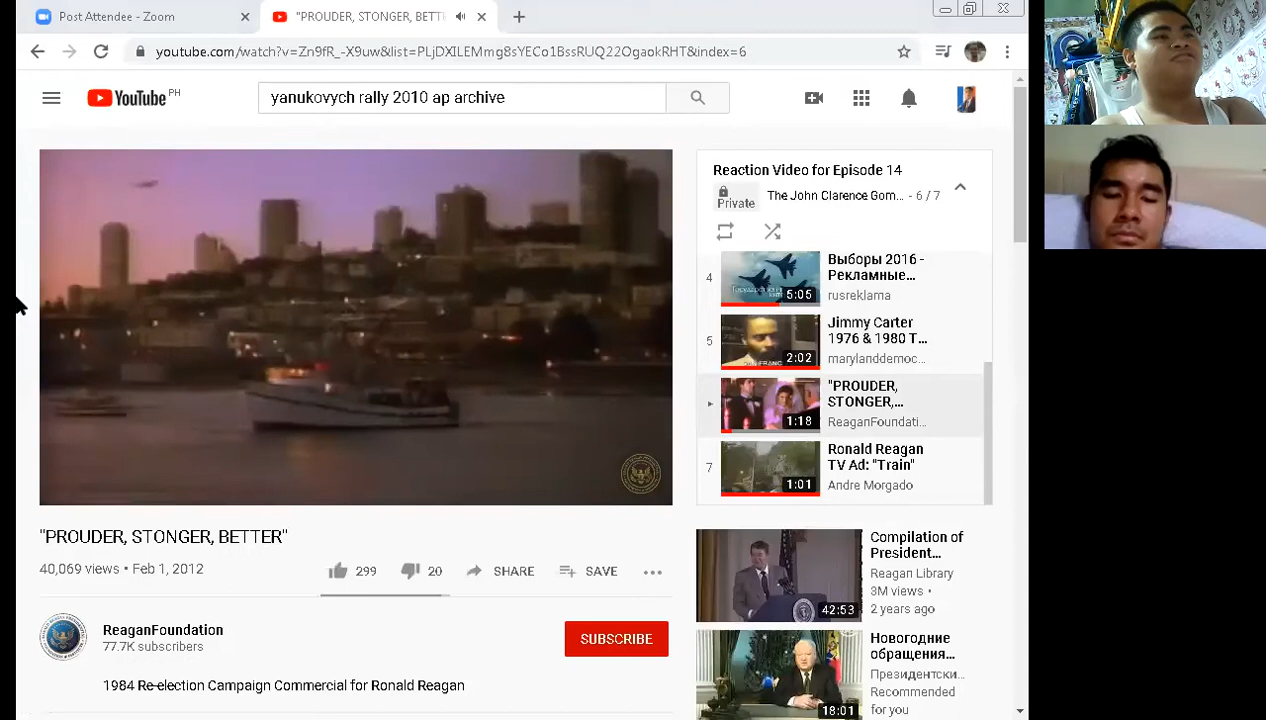 Post Attendee - Zoom
"PROUDER, STONGER, BETTE
youtube.com/watch?v=Zn9fR_-X9uw&list=PLjDXILEMmg8sYECo1BssRUQ22OgaokRHT&index=6
YouTube PH
yanukovych rally 2010 ap archive
Reaction Video for Episode 14
Private
The John Clarence Gom... - 6 / 7
4
Выборы 2016 -
Рекламные...
rusreklama
5:05
5
Jimmy Carter
1976 & 1980 T...
marylanddemoc...
2:02
"PROUDER,
STONGER,...
ReaganFoundati...
1:18
7
Ronald Reagan
TV Ad: "Train"
Andre Morgado
1:01
"PROUDER, STONGER, BETTER"
40,069 views • Feb 1, 2012
299
20
SHARE
SAVE
ReaganFoundation
77.7K subscribers
SUBSCRIBE
1984 Re-election Campaign Commercial for Ronald Reagan
Compilation of
President...
Reagan Library
3M views •
2 years ago
42:53
Новогодние
обращения...
Президентски...
Recommended
for you
18:01